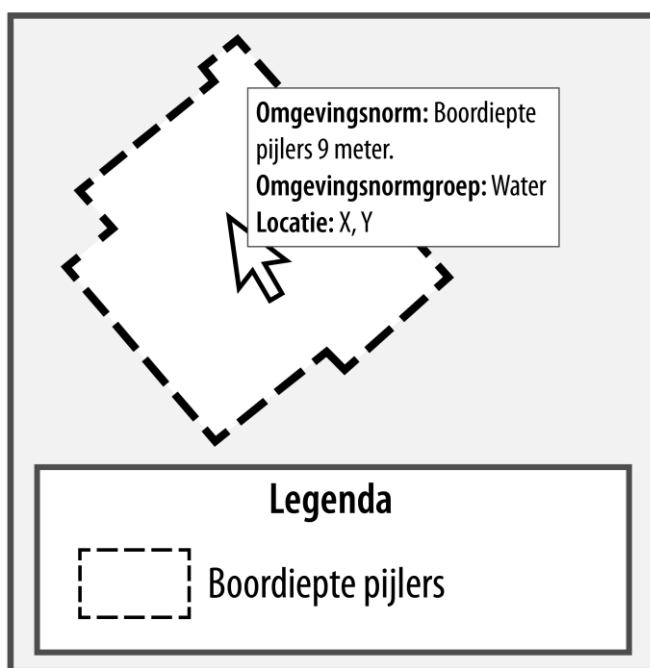 Omgevingsnorm: Boordiepte
pijlers 9 meter.
Omgevingsnormgroep: Water
Locatie: X, Y
Legenda
Boordiepte pijlers